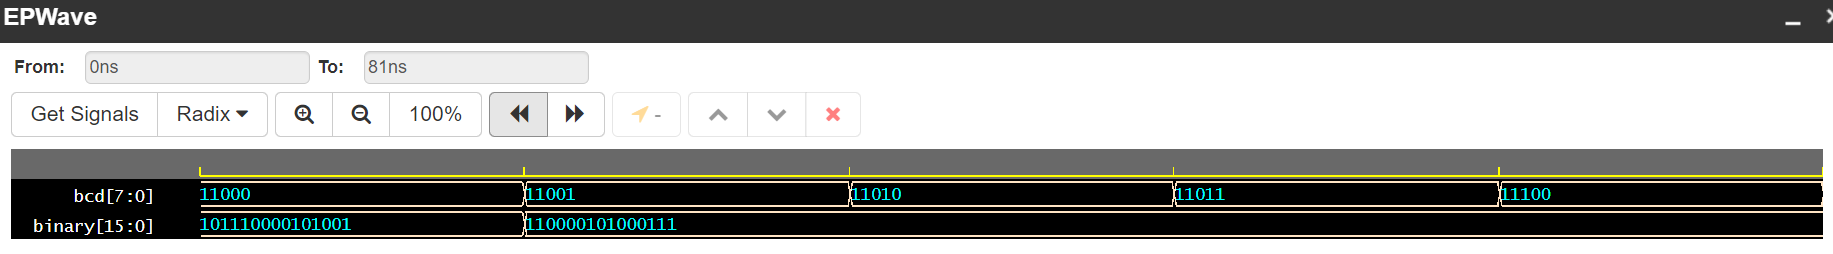 EPWave
From: 0ns To: 81ns
Get Signals Radix 100% -
bcd[7:0] 11000 11001 11010 11011 11100
binary[15:0] 101110000101001 110000101000111